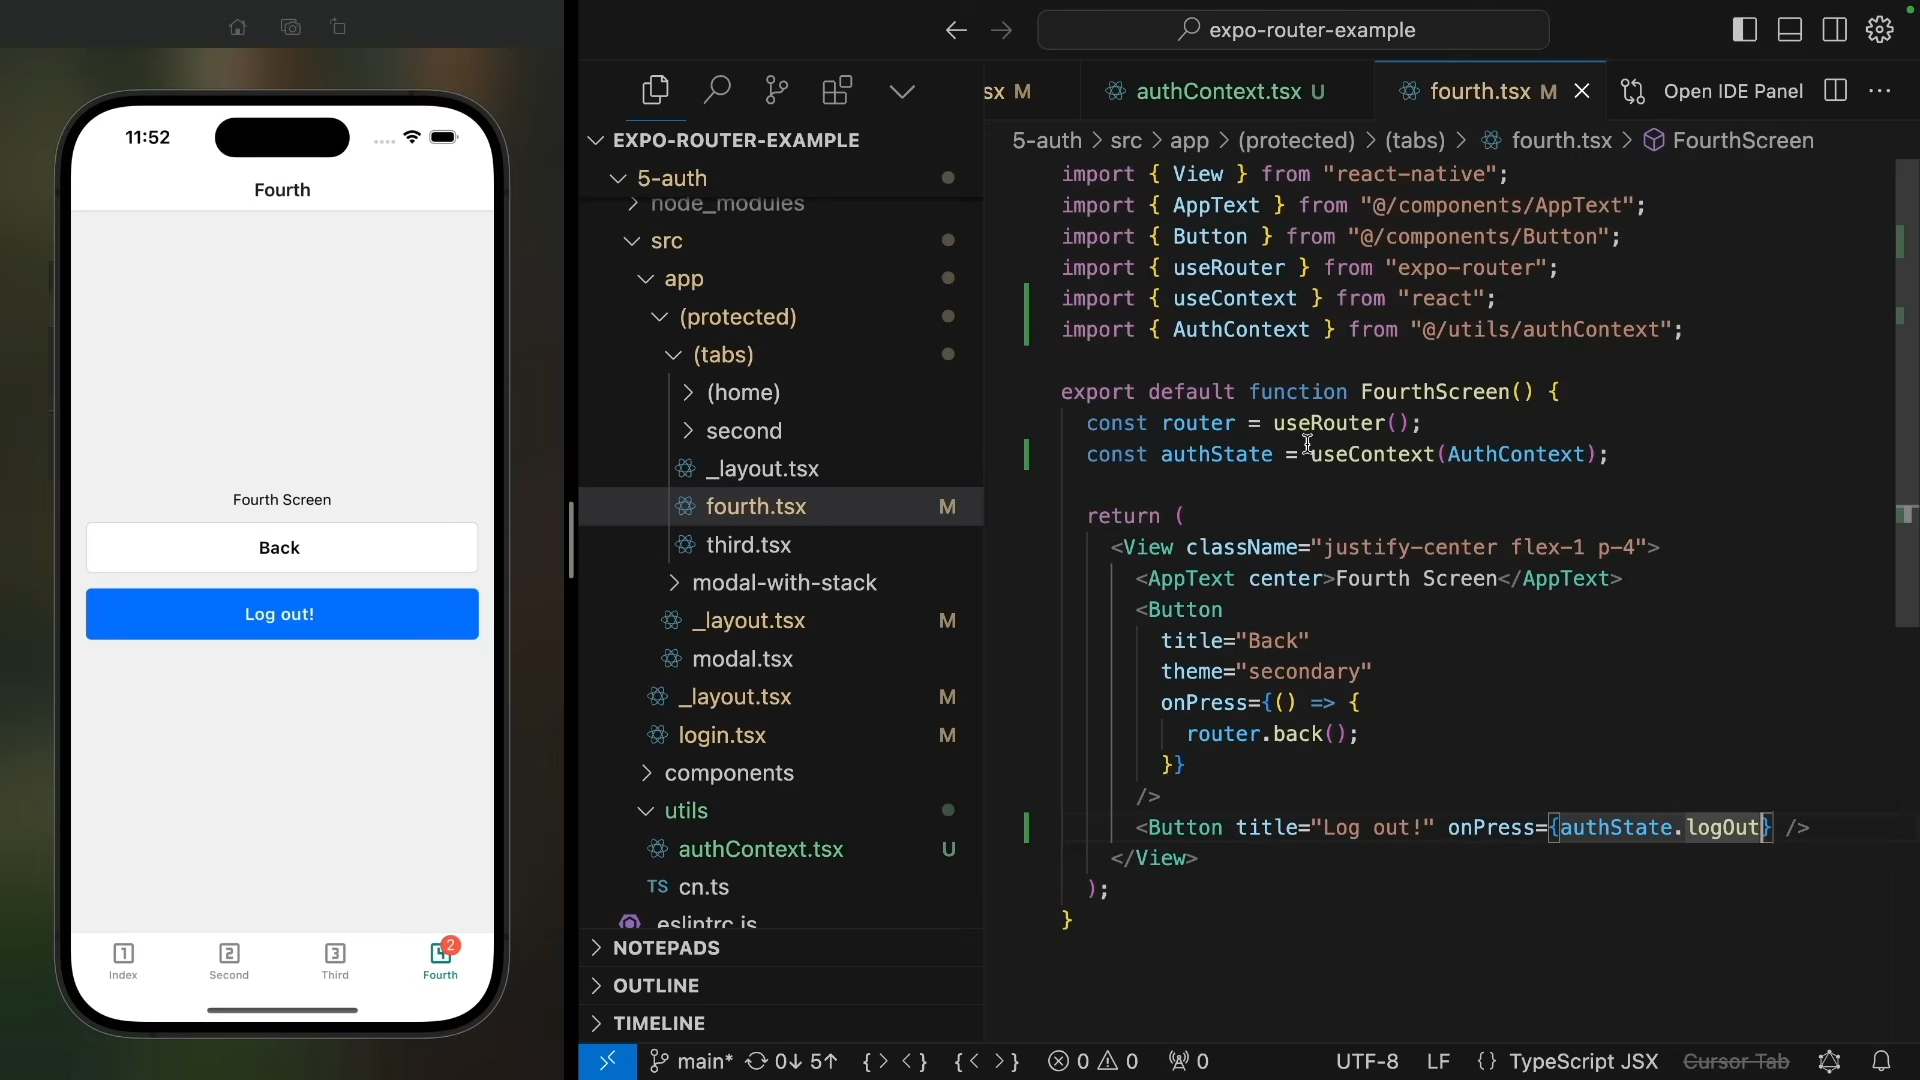 11:52
Fourth
Fourth Screen
Back
Log out!
1
2
3
4
2
Index
Second
Third
Fourth
expo-router-example
sx M
authContext.tsx U
fourth.tsx M
Open IDE Panel
EXPO-ROUTER-EXAMPLE
5-auth
node_modules
src
app
(protected)
(tabs)
(home)
second
_layout.tsx
fourth.tsx M
third.tsx
modal-with-stack
_layout.tsx M
modal.tsx
_layout.tsx M
login.tsx M
components
utils
authContext.tsx U
TS cn.ts
eslintrc.js
NOTEPADS
OUTLINE
TIMELINE
5-auth > src > app > (protected) > (tabs) > fourth.tsx > FourthScreen
import { View } from "react-native";
import { AppText } from "@/components/AppText";
import { Button } from "@/components/Button";
import { useRouter } from "expo-router";
import { useContext } from "react";
import { AuthContext } from "@/utils/authContext";
export default function FourthScreen() {
const router = useRouter();
const authState = useContext(AuthContext);
return (
<View className="justify-center flex-1 p-4">
<AppText center>Fourth Screen</AppText>
<Button
title="Back"
theme="secondary"
onPress={() => {
router.back();
}}
/>
<Button title="Log out!" onPress={authState.logOut} />
</View>
);
}
main* 0↓ 5↑ { > < } { < > } 0 0 0
UTF-8 LF {} TypeScript JSX Cursor Tab